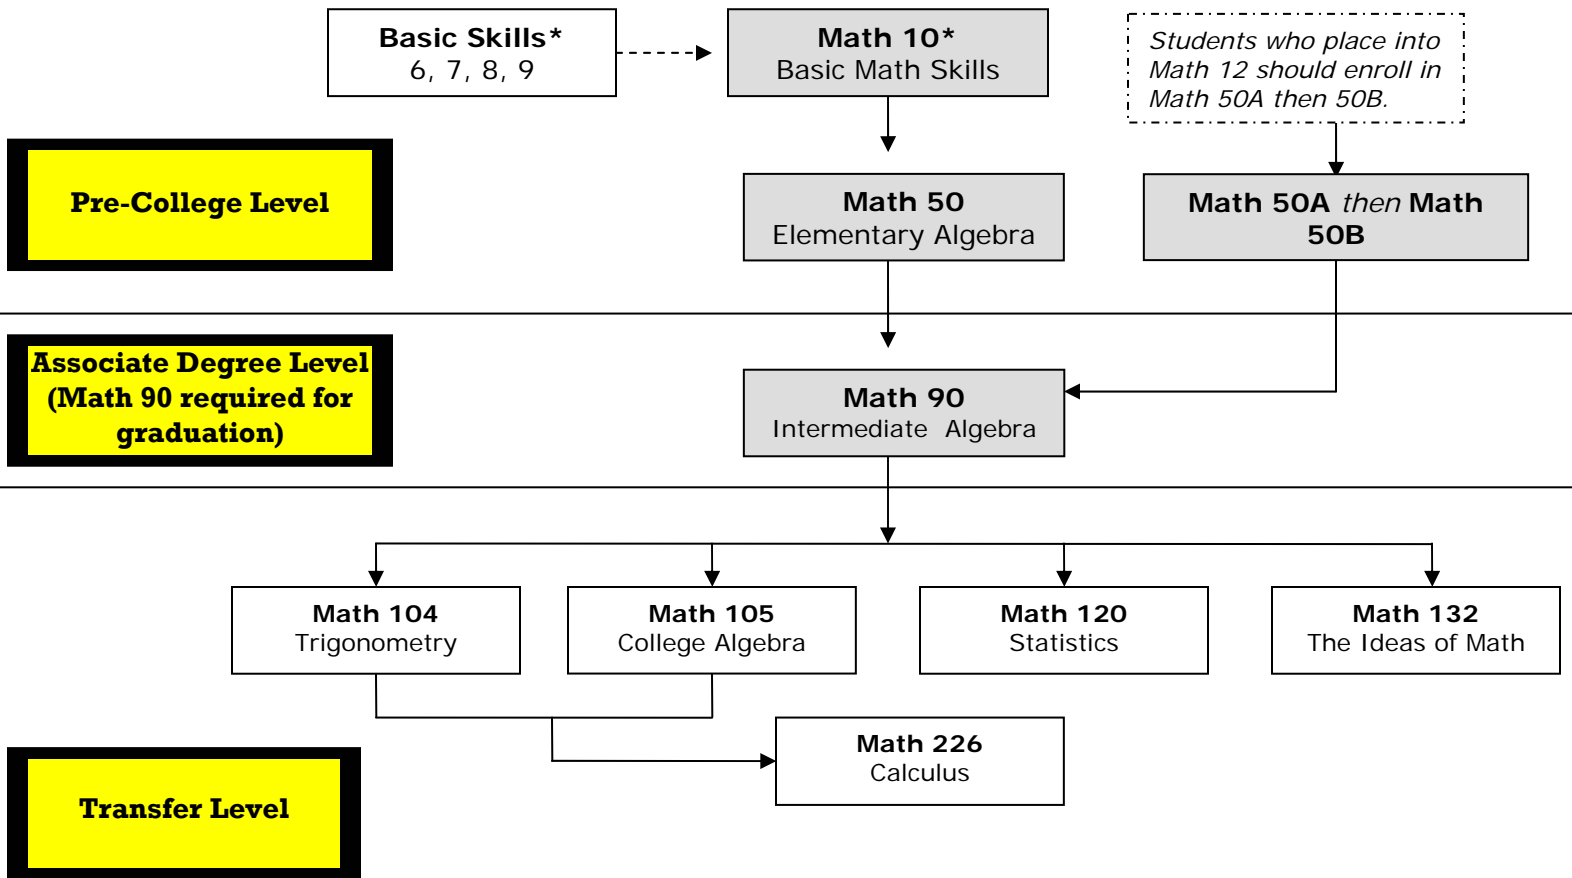 Basic Skills*
6, 7, 8, 9
Math 10*
Basic Math Skills
Students who place into
Math 12 should enroll in
Math 50A then 50B.
Pre-College Level
Math 50
Elementary Algebra
Math 50A then Math
50B
Associate Degree Level
(Math 90 required for
graduation)
Math 90
Intermediate Algebra
Math 104
Trigonometry
Math 105
College Algebra
Math 120
Statistics
Math 132
The Ideas of Math
Math 226
Calculus
Transfer Level